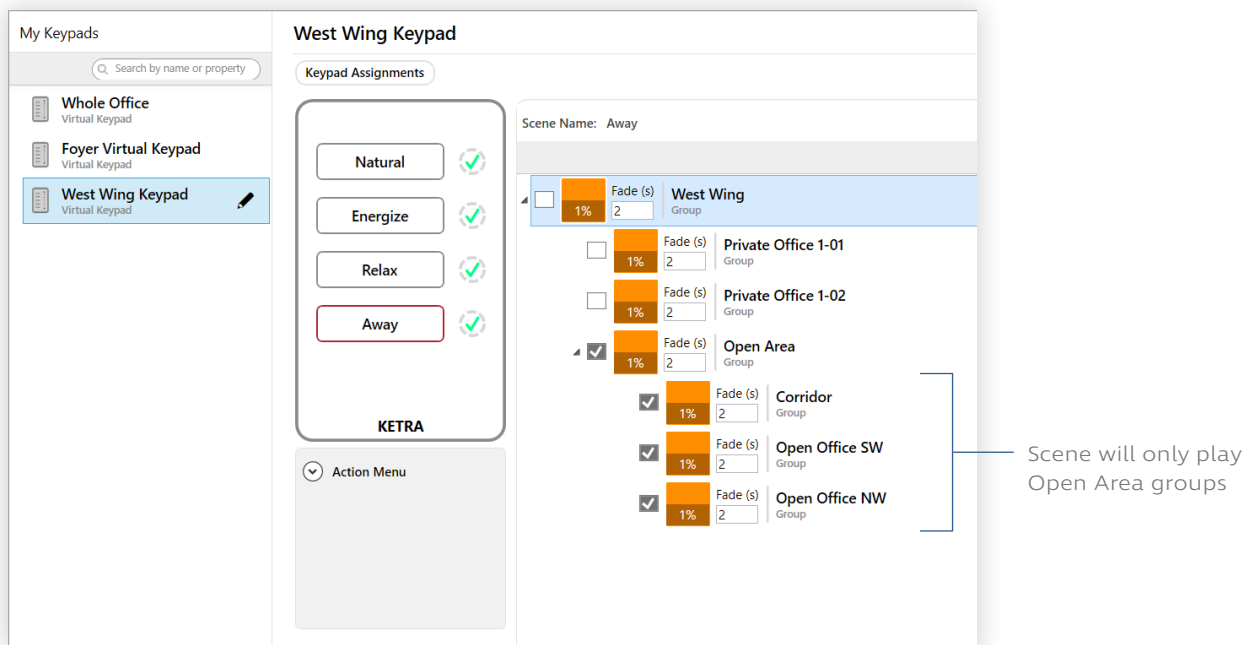 My Keypads
Search by name or property
Whole Office
Virtual Keypad
Foyer Virtual Keypad
Virtual Keypad
West Wing Keypad
Virtual Keypad
West Wing Keypad
Keypad Assignments
Natural
Energize
Relax
Away
KETRA
Action Menu
Scene Name: Away
1%
Fade (s)
2
West Wing
Group
1%
Fade (s)
2
Private Office 1-01
Group
1%
Fade (s)
2
Private Office 1-02
Group
1%
Fade (s)
2
Open Area
Group
1%
Fade (s)
2
Corridor
Group
1%
Fade (s)
2
Open Office SW
Group
1%
Fade (s)
2
Open Office NW
Group
Scene will only play
Open Area groups